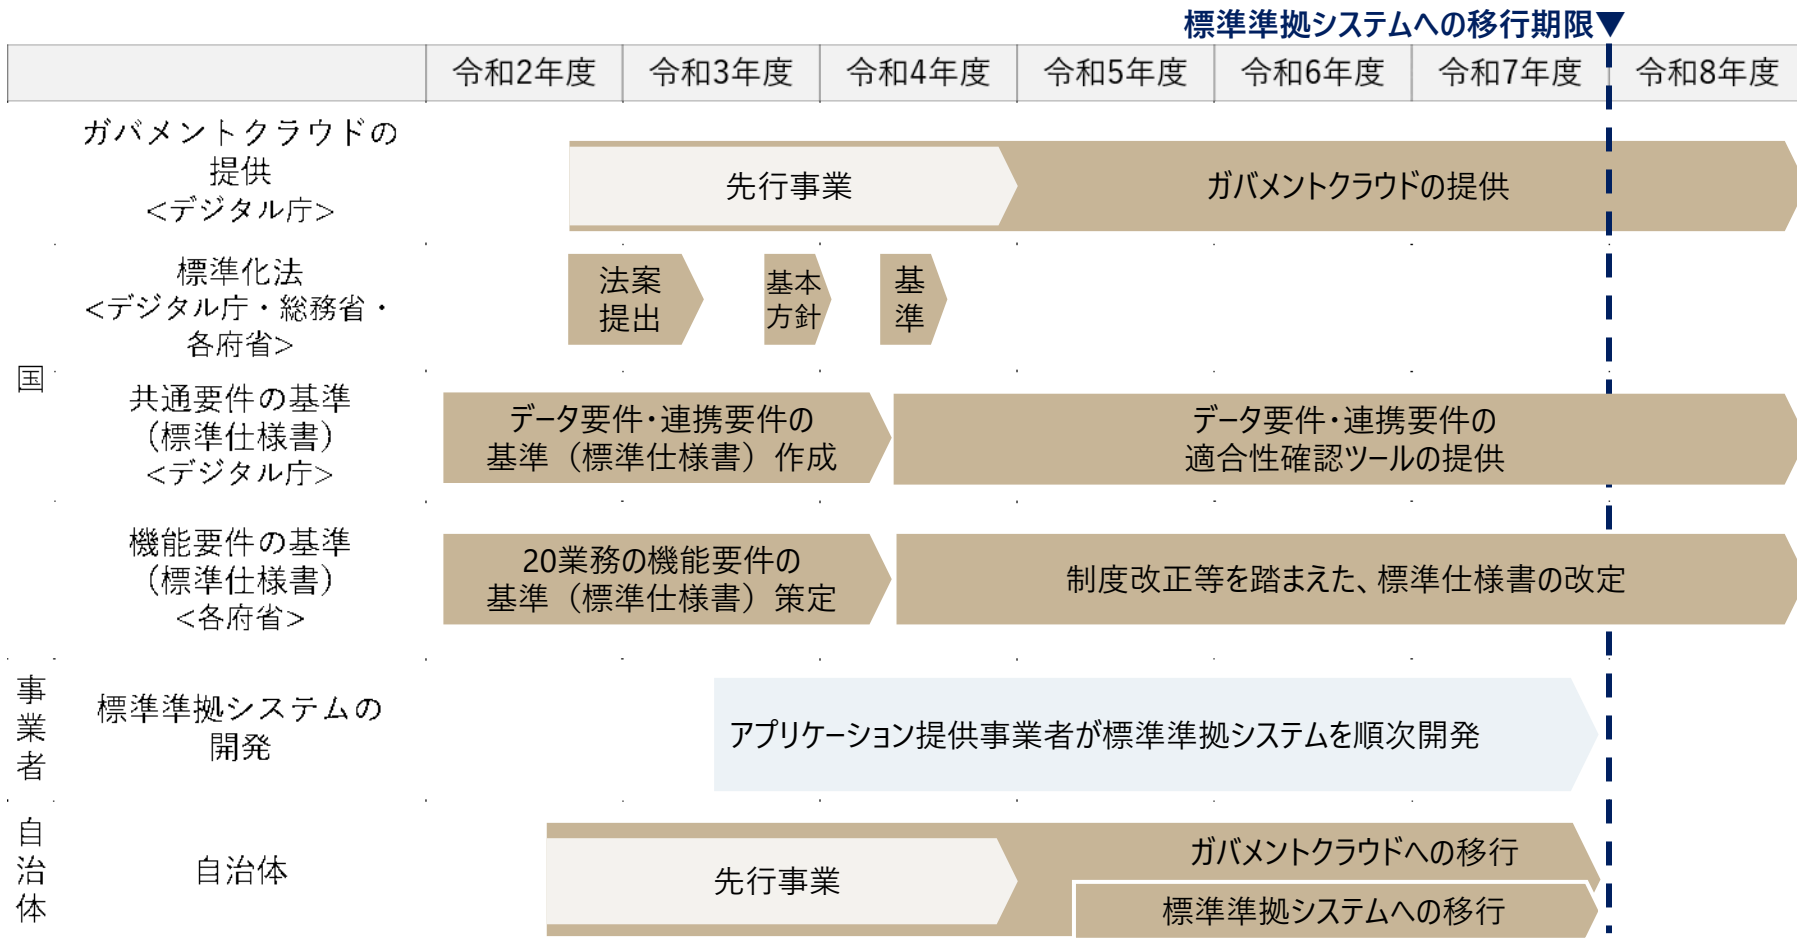 標準準拠システムへの移行期限▼
令和2年度 令和3年度 令和4年度 令和5年度 令和6年度 令和7年度 令和8年度
国
ガバメントクラウドの
提供
<デジタル庁>
先行事業
ガバメントクラウドの提供
標準化法
<デジタル庁・総務省・
各府省>
法案
提出
基本
方針
基
準
共通要件の基準
（標準仕様書）
<デジタル庁>
データ要件・連携要件の
基準（標準仕様書）作成
データ要件・連携要件の
適合性確認ツールの提供
機能要件の基準
（標準仕様書）
<各府省>
20業務の機能要件の
基準（標準仕様書）策定
制度改正等を踏まえた、標準仕様書の改定
事
業
者
標準準拠システムの
開発
アプリケーション提供事業者が標準準拠システムを順次開発
自
治
体
自治体
先行事業
ガバメントクラウドへの移行
標準準拠システムへの移行